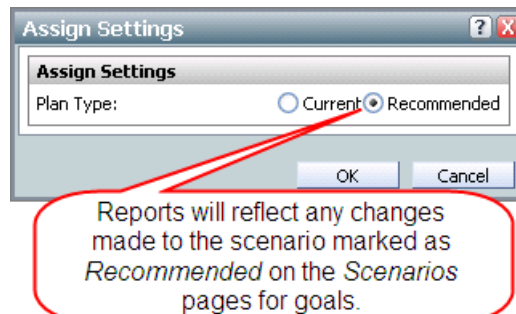 Assign Settings ? X
Assign Settings
Plan Type: Current Recommended
OK Cancel
Reports will reflect any changes
made to the scenario marked as
Recommended on the Scenarios
pages for goals.